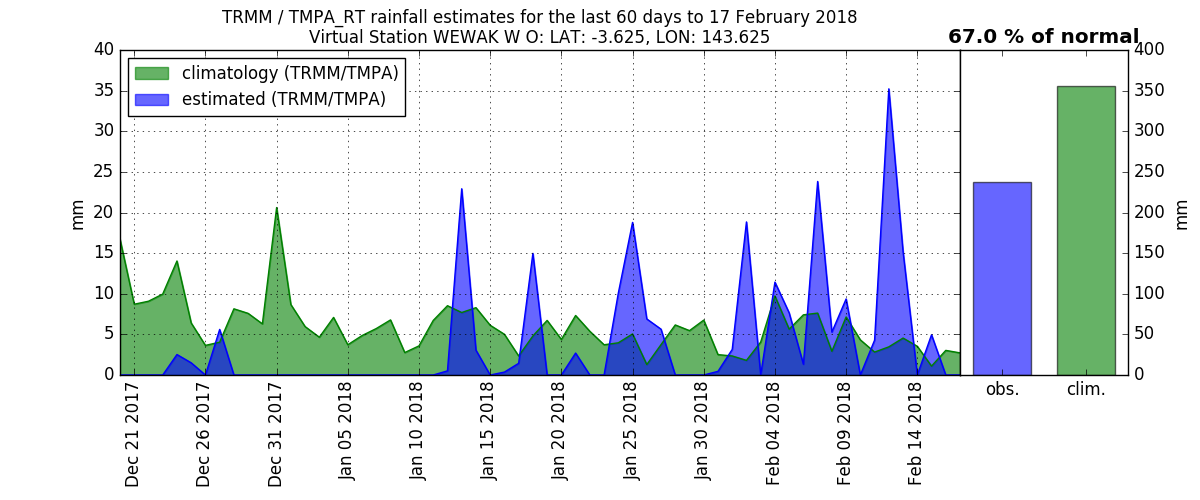 TRMM / TMPA_RT rainfall estimates for the last 60 days to 17 February 2018
Virtual Station WEWAK W O: LAT: -3.625, LON: 143.625
67.0 % of normal
climatology (TRMM/TMPA)
estimated (TRMM/TMPA)
mm
40
35
30
25
20
15
10
5
0
Dec 21 2017
Dec 26 2017
Dec 31 2017
Jan 05 2018
Jan 10 2018
Jan 15 2018
Jan 20 2018
Jan 25 2018
Jan 30 2018
Feb 04 2018
Feb 09 2018
Feb 14 2018
obs.
clim.
400
350
300
250
200
150
100
50
0
mm